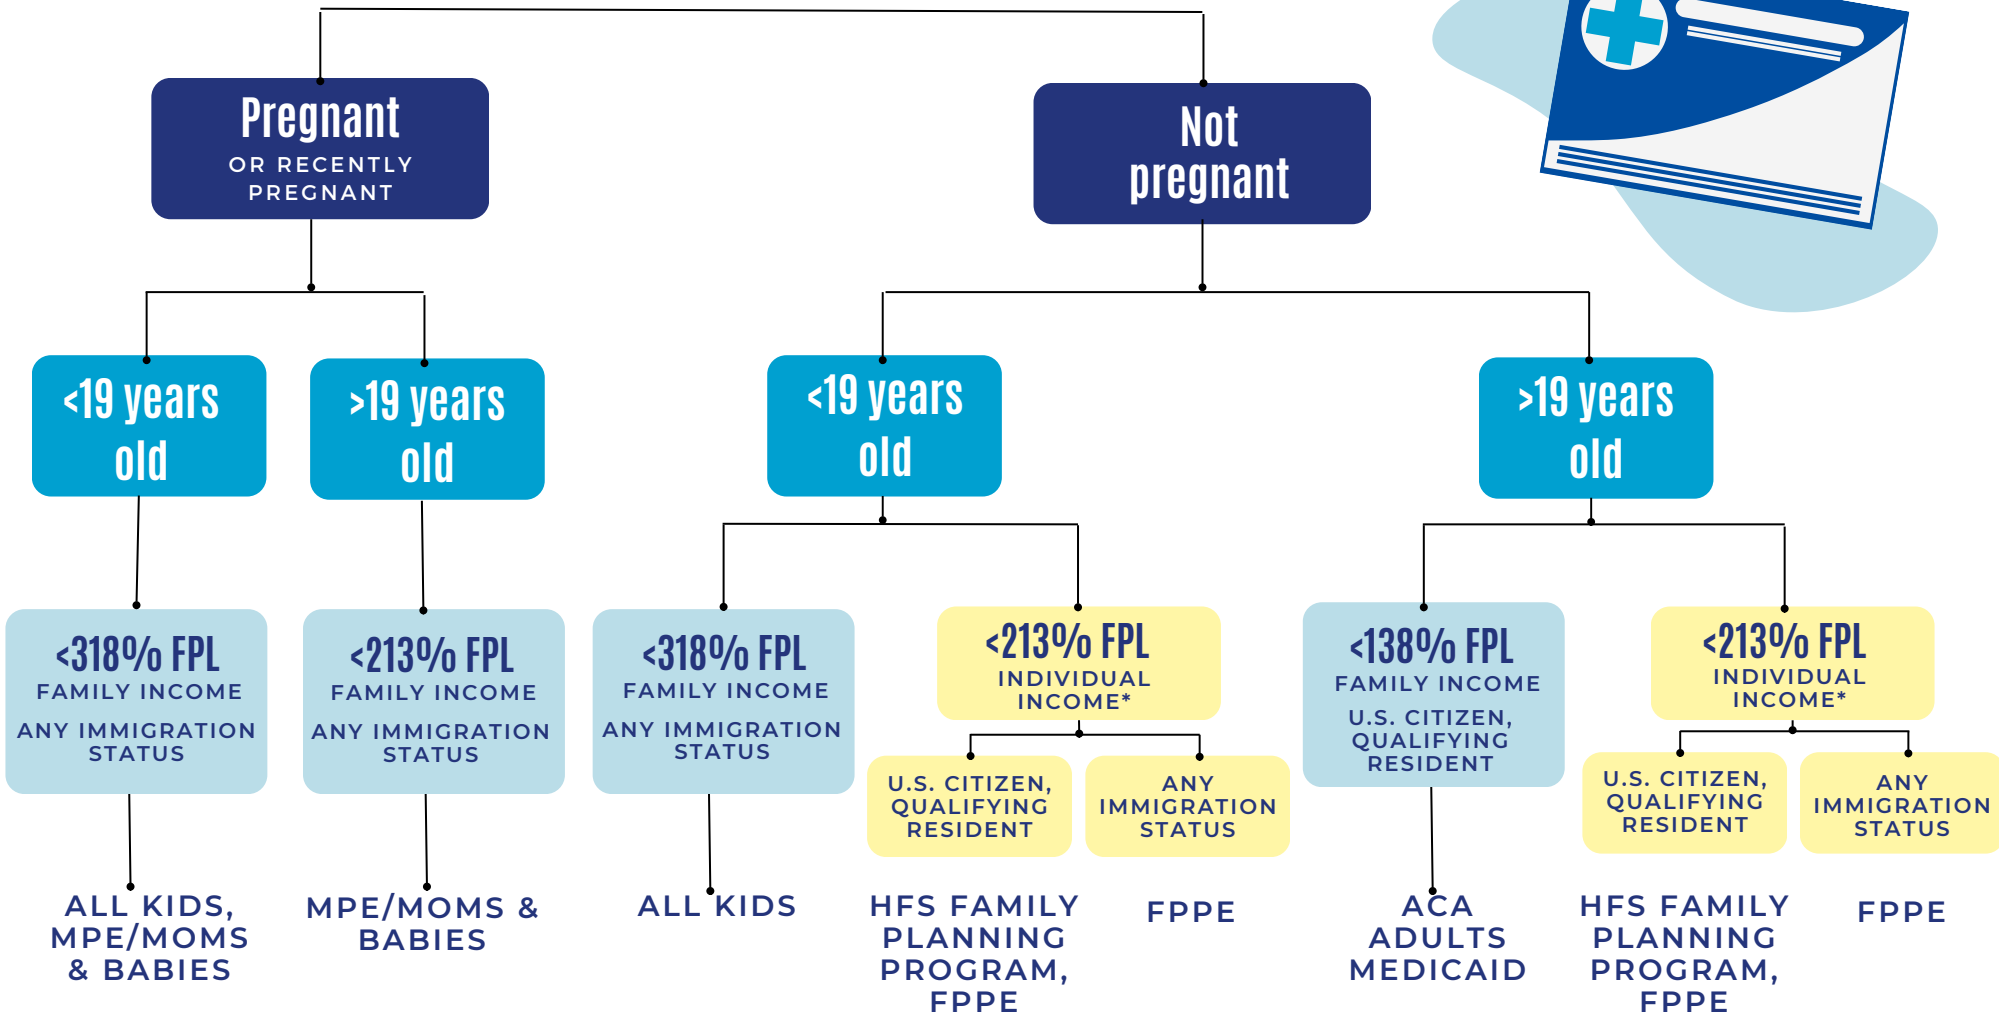 Pregnant
OR RECENTLY
PREGNANT
Not
pregnant
<19 years
old
>19 years
old
<19 years
old
>19 years
old
<318% FPL
FAMILY INCOME
ANY IMMIGRATION
STATUS
<213% FPL
FAMILY INCOME
ANY IMMIGRATION
STATUS
<318% FPL
FAMILY INCOME
ANY IMMIGRATION
STATUS
<213% FPL
INDIVIDUAL
INCOME*
U.S. CITIZEN,
QUALIFYING
RESIDENT
ANY
IMMIGRATION
STATUS
<138% FPL
FAMILY INCOME
U.S. CITIZEN,
QUALIFYING
RESIDENT
<213% FPL
INDIVIDUAL
INCOME*
U.S. CITIZEN,
QUALIFYING
RESIDENT
ANY
IMMIGRATION
STATUS
ALL KIDS,
MPE/MOMS
& BABIES
MPE/MOMS &
BABIES
ALL KIDS
HFS FAMILY
PLANNING
PROGRAM,
FPPE
FPPE
ACA
ADULTS
MEDICAID
HFS FAMILY
PLANNING
PROGRAM,
FPPE
FPPE